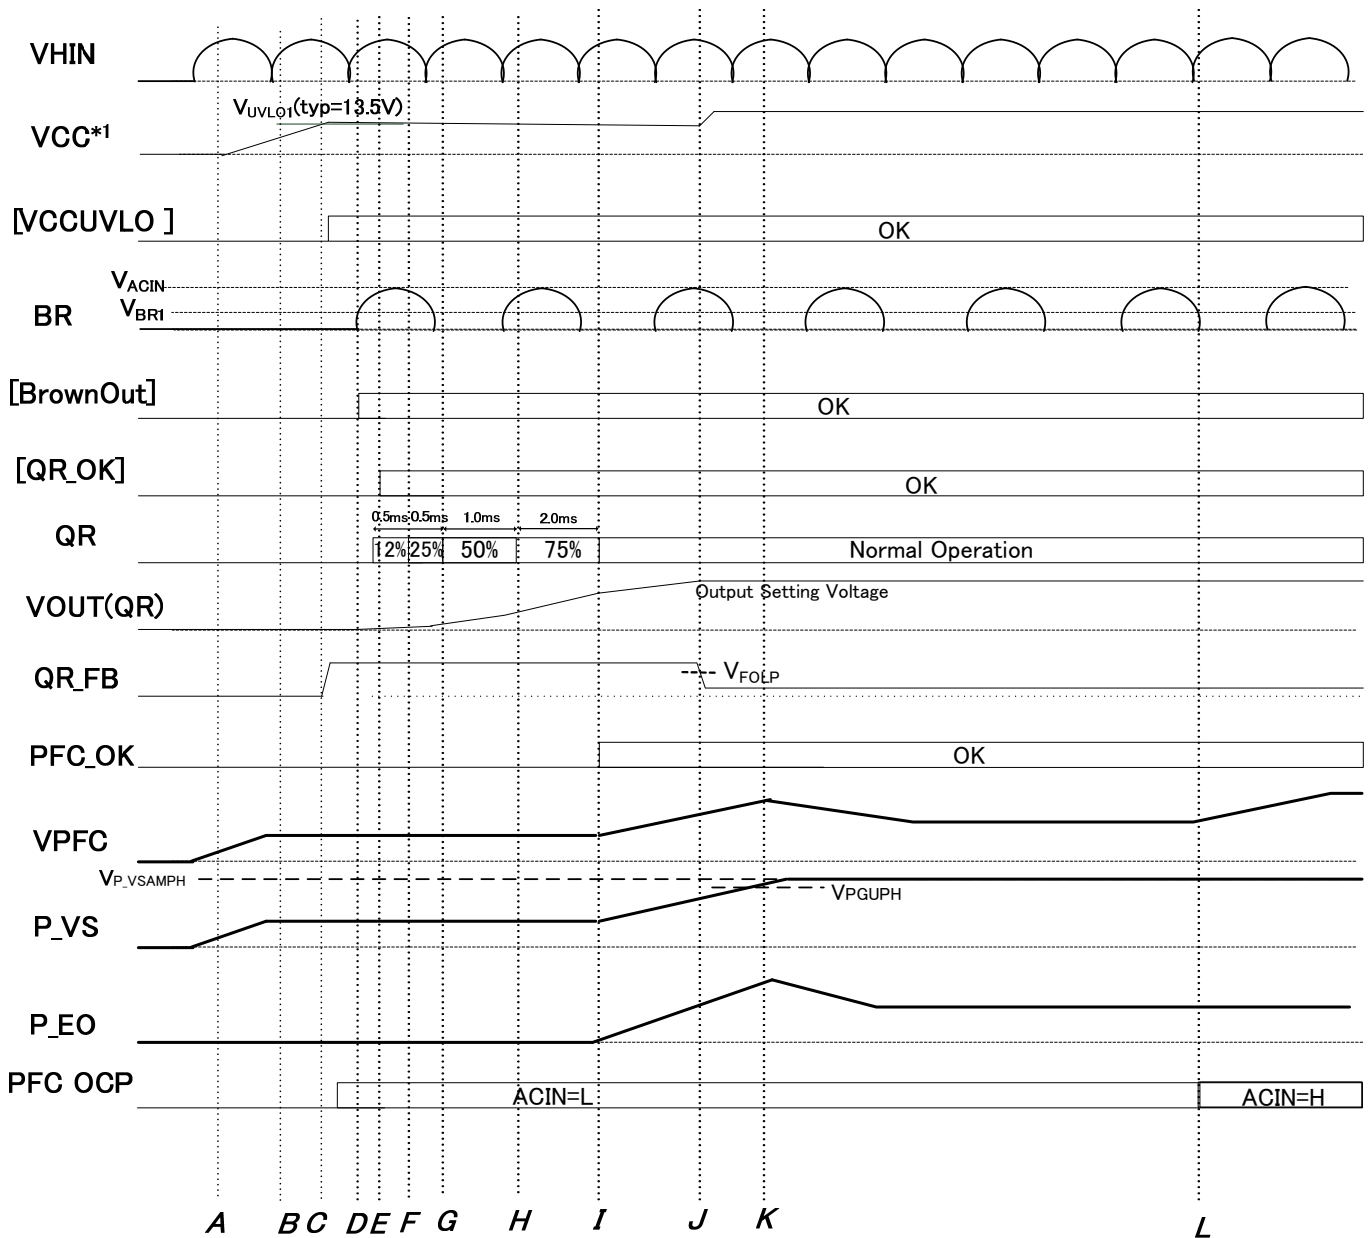 VHIN
VUVLO1(typ=13.5V)
VCC*1
[VCCUVLO ]
OK
VACIN
VBR1
BR
[BrownOut]
OK
[QR_OK]
OK
0.5ms 0.5ms 1.0ms 2.0ms
QR
12% 25% 50% 75% Normal Operation
Output Setting Voltage
VOUT(QR)
QR_FB
VFOLP
PFC_OK
OK
VPFC
VP_VSAMPH
VPGUPH
P_VS
P_EO
PFC OCP
ACIN=L ACIN=H
A B C D E F G H I J K L